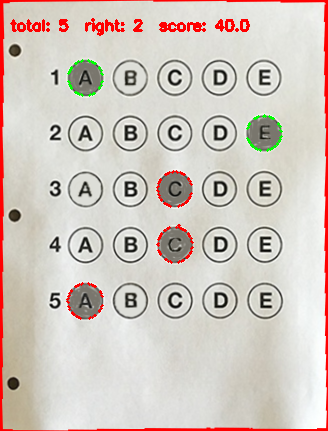 total: 5 right: 2 score: 40.0
1 A B C D E
2 A B C D E
3 A B C D E
4 A B C D E
5 A B C D E